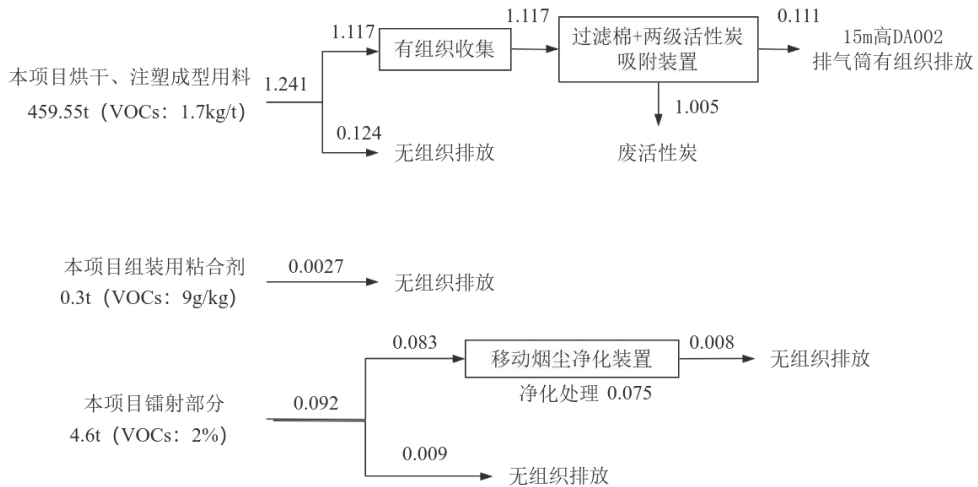 本项目烘干、注塑成型用料
459.55t（VOCs：1.7kg/t）
1.241
1.117
有组织收集
1.117
过滤棉+两级活性炭
吸附装置
0.111
15m高DA002
排气筒有组织排放
1.005
废活性炭
0.124
无组织排放
本项目组装用粘合剂
0.3t（VOCs：9g/kg）
0.0027
无组织排放
本项目镭射部分
4.6t（VOCs：2%）
0.092
0.083
移动烟尘净化装置
净化处理 0.075
0.008
无组织排放
0.009
无组织排放